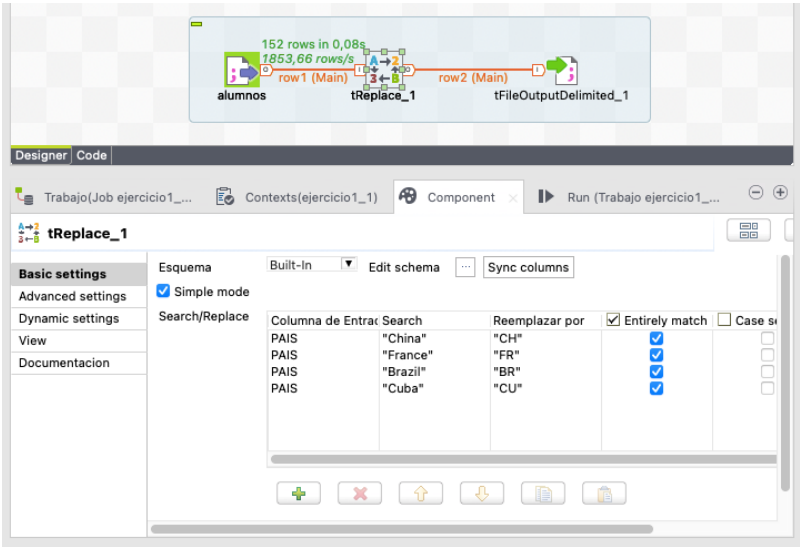 152 rows in 0,08s
1853,66 rows/s
row1 (Main)
row2 (Main)
alumnos
tReplace_1
tFileOutputDelimited_1
Designer
Code
Trabajo(Job ejercicio1_...
Contexts(ejercicio1_1)
Component
Run (Trabajo ejercicio1_...
tReplace_1
Basic settings
Advanced settings
Dynamic settings
View
Documentacion
Esquema
Built-In
Edit schema
...
Sync columns
Simple mode
Search/Replace
Columna de Entrac Search Reemplazar por Entirely match Case se
PAIS "China" "CH"
PAIS "France" "FR"
PAIS "Brazil" "BR"
PAIS "Cuba" "CU"